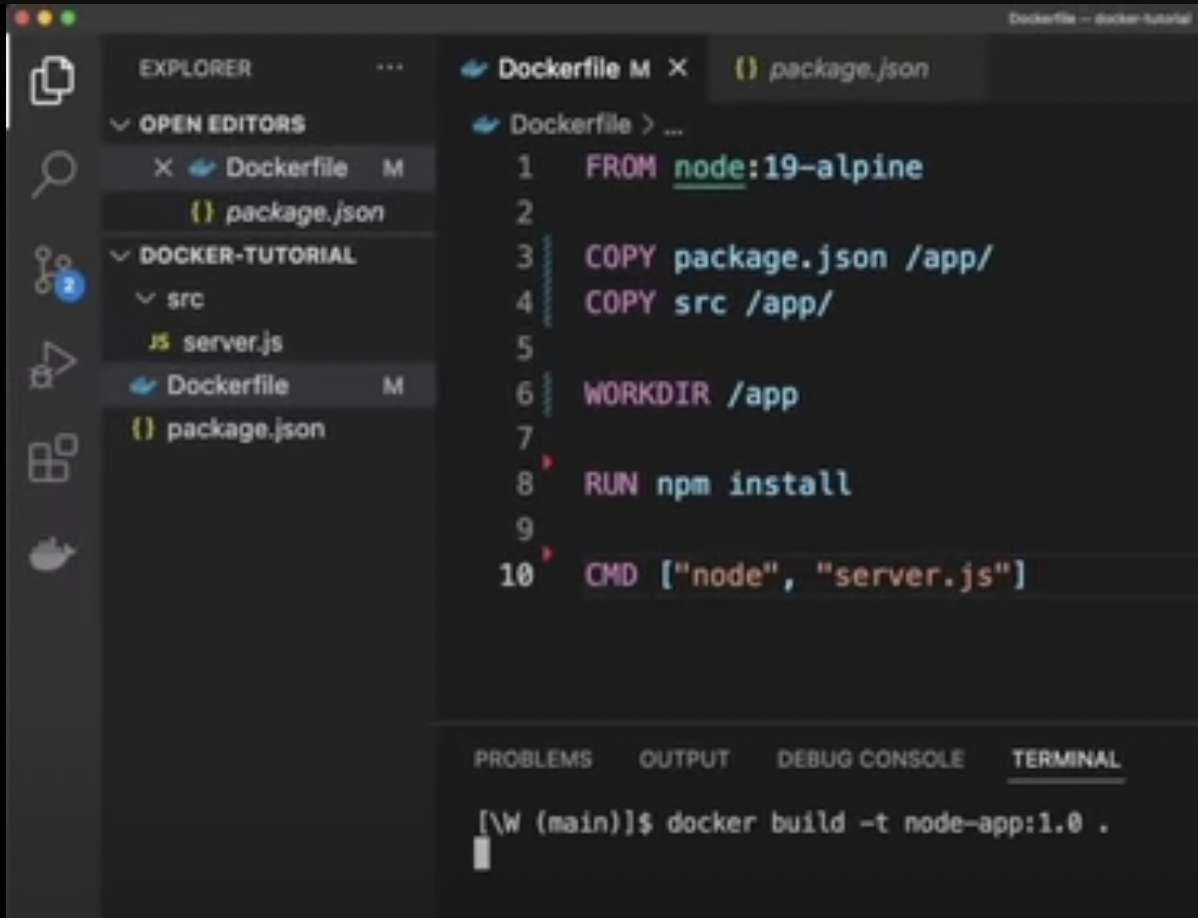 Dockerfile — docker-tutorial
EXPLORER ...
OPEN EDITORS
Dockerfile M
package.json
DOCKER-TUTORIAL
src
JS server.js
Dockerfile M
{} package.json
2
Dockerfile M
{} package.json
Dockerfile > ...
1 FROM node:19-alpine
2
3 COPY package.json /app/
4 COPY src /app/
5
6 WORKDIR /app
7
8 RUN npm install
9
10 CMD ["node", "server.js"]
PROBLEMS OUTPUT DEBUG CONSOLE TERMINAL
[\W (main)]$ docker build -t node-app:1.0 .